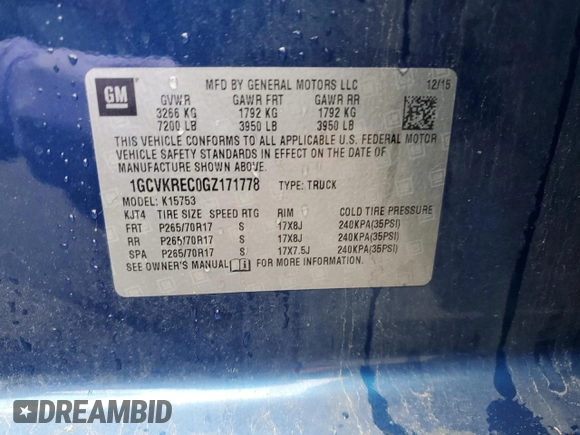 GM
MFD BY GENERAL MOTORS LLC 12/15
GVWR GAWR FRT GAWR RR
3266 KG 1792 KG 1792 KG
7200 LB 3950 LB 3950 LB
THIS VEHICLE CONFORMS TO ALL APPLICABLE U.S. FEDERAL MOTOR
VEHICLE SAFETY STANDARDS IN EFFECT ON THE DATE OF
MANUFACTURE SHOWN ABOVE.
1GCVKREC0GZ171778 TYPE: TRUCK
MODEL: K15753
KJT4 TIRE SIZE SPEED RTG RIM COLD TIRE PRESSURE
FRT P265/70R17 S 17X8J 240KPA(35PSI)
RR P265/70R17 S 17X8J 240KPA(35PSI)
SPA P265/70R17 S 17X7.5J 240KPA(35PSI)
SEE OWNER'S MANUAL FOR MORE INFORMATION.
DREAMBID